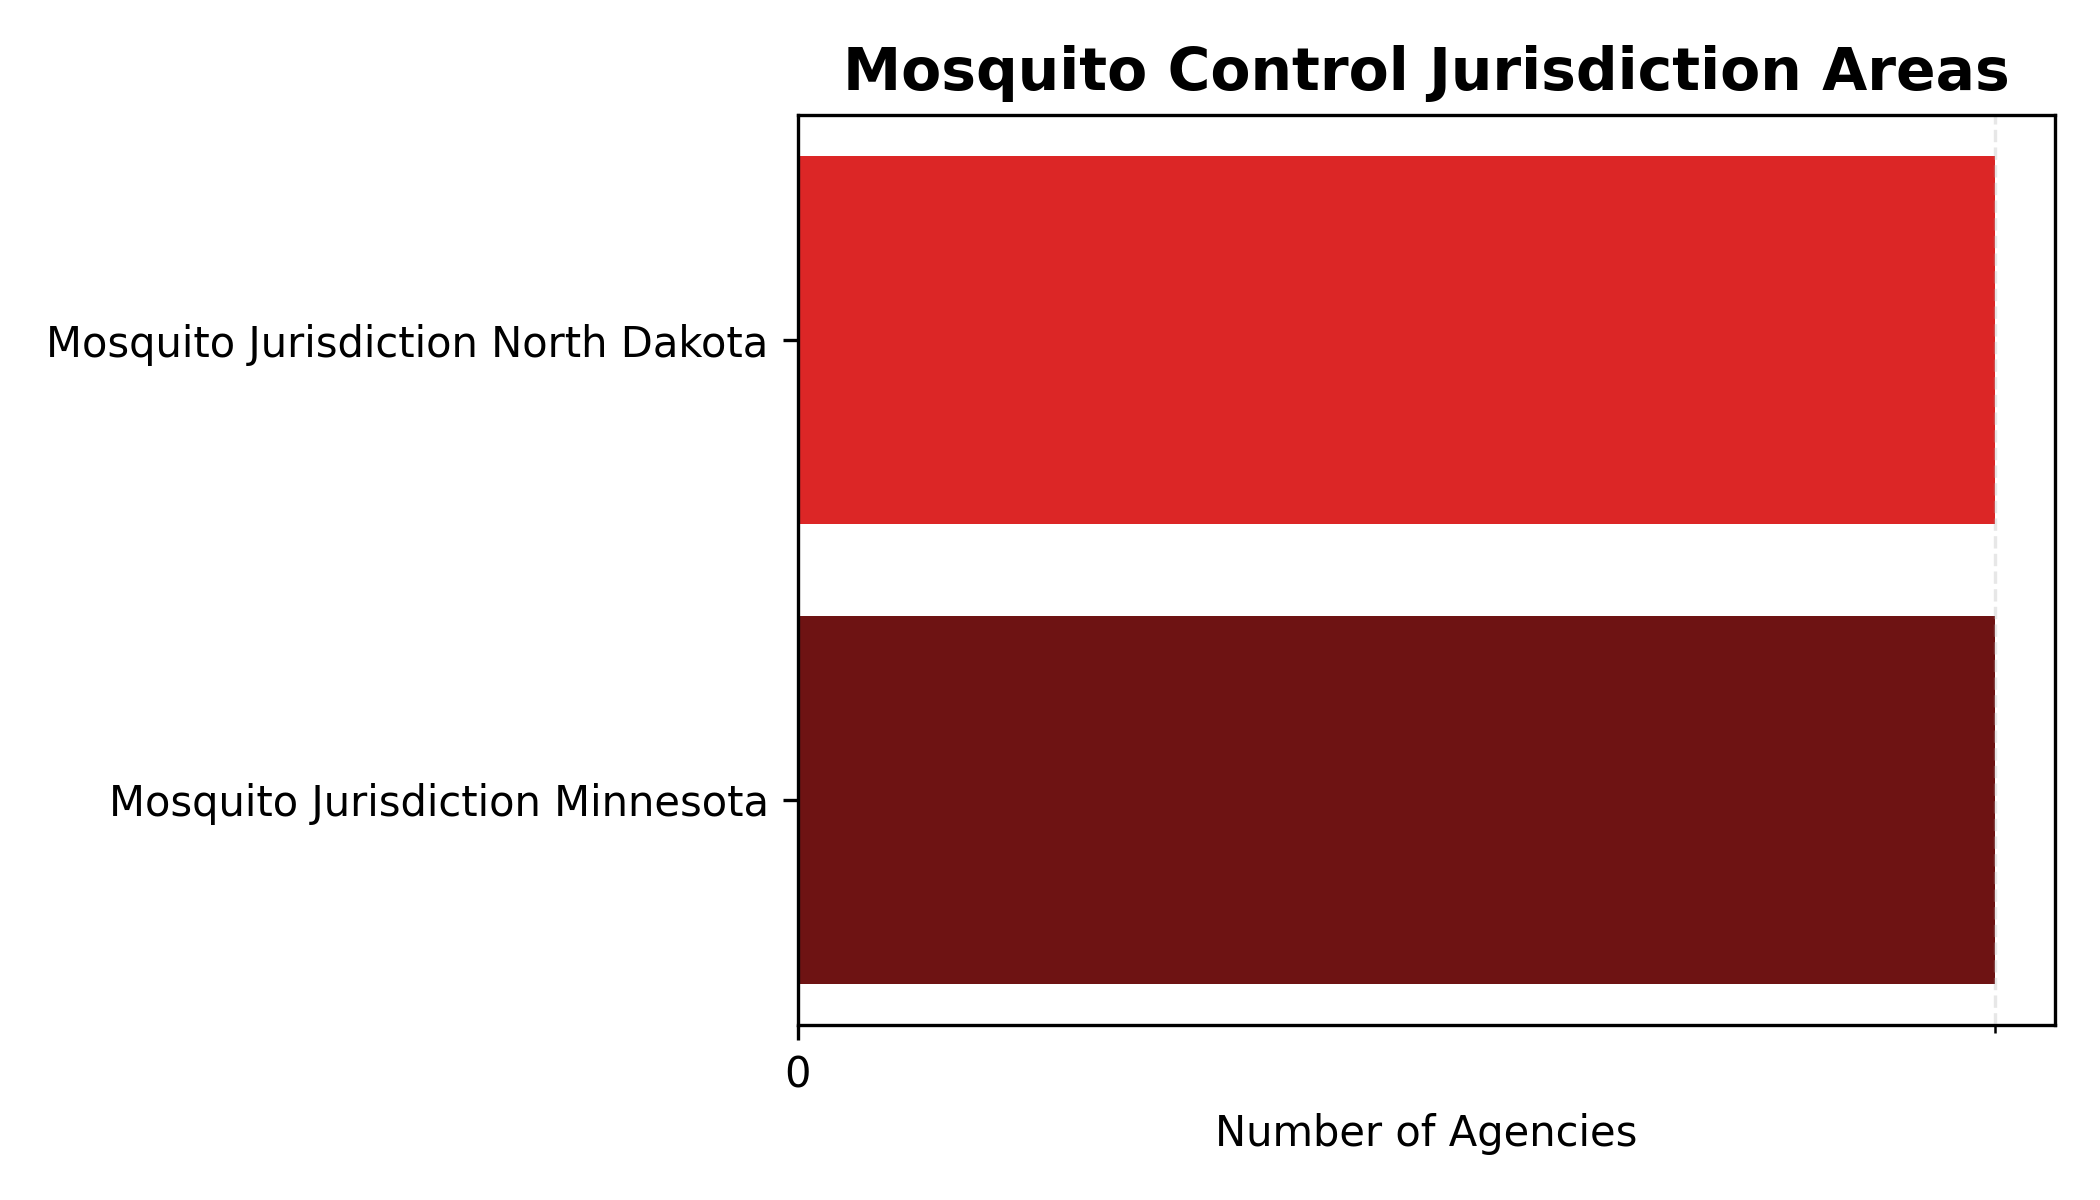 Mosquito Control Jurisdiction Areas
Mosquito Jurisdiction North Dakota
Mosquito Jurisdiction Minnesota
0
Number of Agencies